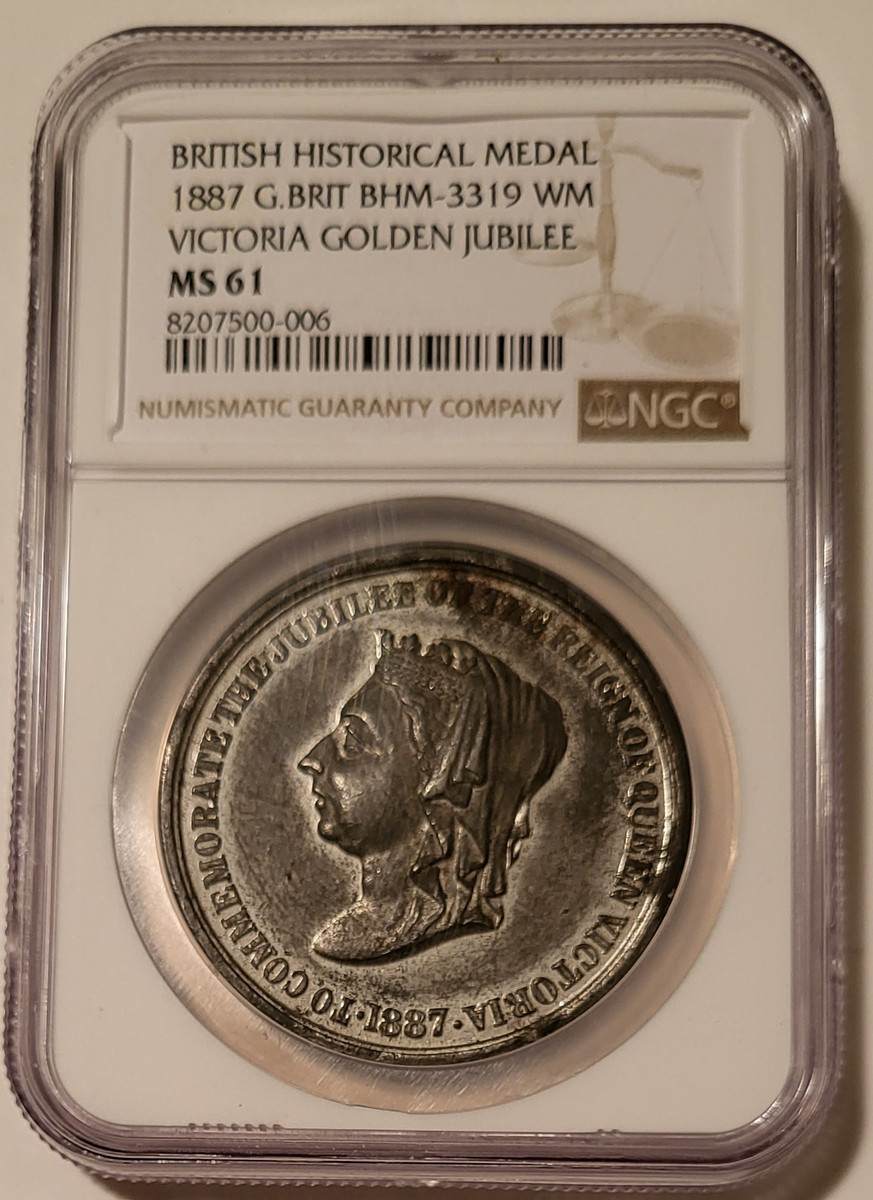 BRITISH HISTORICAL MEDAL
1887 G.BRIT BHM-3319 WM
VICTORIA GOLDEN JUBILEE
MS 61
8207500-006
NUMISMATIC GUARANTY COMPANY
NGC®
TO COMMEMORATE THE JUBILEE OF THE REIGN OF QUEEN VICTORIA
·1887·